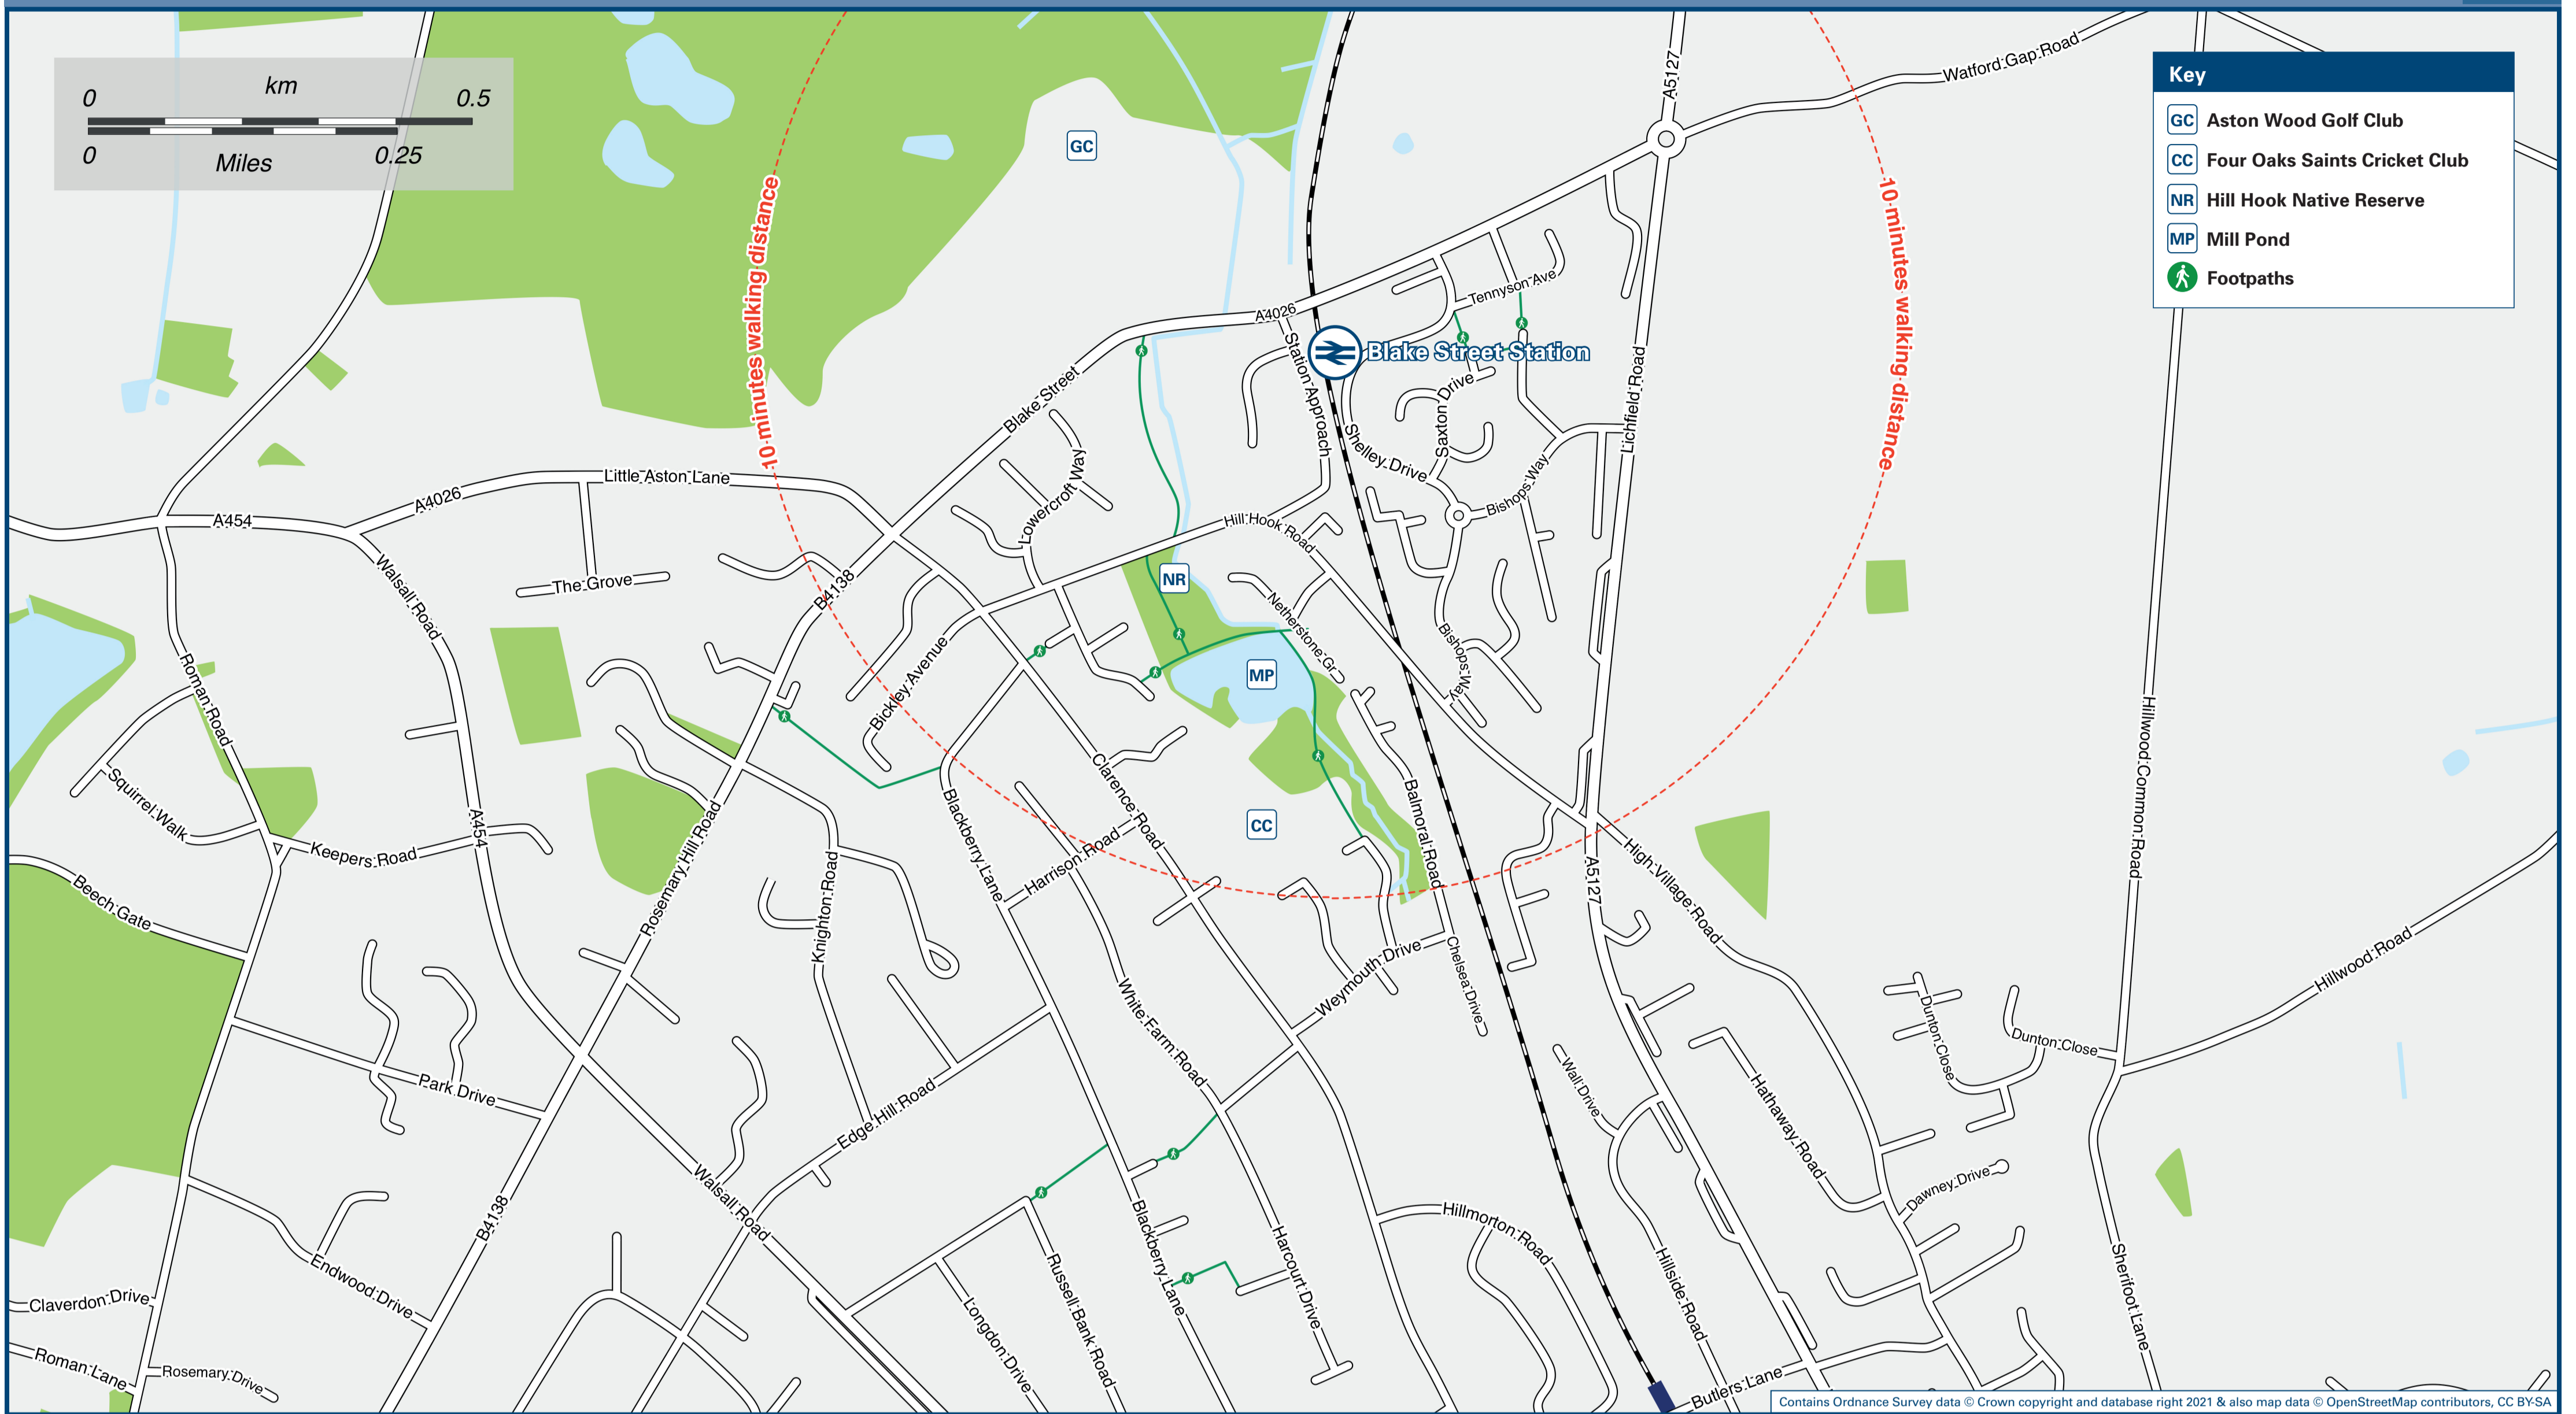 km
0 0.5
0 0.25
Miles
Key
GC Aston Wood Golf Club
CC Four Oaks Saints Cricket Club
NR Hill Hook Native Reserve
MP Mill Pond
Footpaths
A5127
Watford Gap Road
GC
10 minutes walking distance
10 minutes walking distance
Tennyson Ave
A4026
Station Approach
Blake Street Station
Blake Street
Saxton Drive
Lichfield Road
Shelley Drive
Little Aston Lane
A4026
A454
Lowercroft Way
Bishops Way
Hill Hook Road
Walsall Road
The Grove
B4138
NR
Netherstone Gr
Bishops Way
Bickley Avenue
MP
Roman Road
Hillwood Common Road
Squirrel Walk
A454
Keepers Road
Rosemary Hill Road
Blackberry Lane
Clarence Road
Harrison Road
CC
Balmoral Road
A5127
High Village Road
Beech Gate
Knighton Road
Weymouth Drive
Chelsea Drive
White Farm Road
Hillwood Road
Dunton Close
Dunton Close
Park Drive
Edge Hill Road
Wall Drive
Hathaway Road
Walsall Road
B4138
Dawney Drive
Blackberry Lane
Harcourt Drive
Hillmorton Road
Endwood Drive
Russell Bank Road
Longdon Drive
Hillside Road
Sherifoot Lane
Claverdon Drive
Roman Lane
Rosemary Drive
Butlers Lane
Contains Ordnance Survey data © Crown copyright and database right 2021 & also map data © OpenStreetMap contributors, CC BY-SA